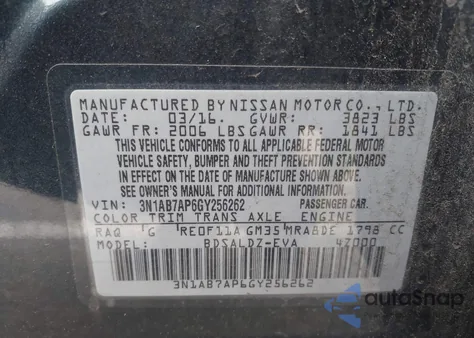 MANUFACTURED BY NISSAN MOTOR CO., LTD.
DATE: 03/16. GVWR: 3823 LBS
GAWR FR: 2006 LBS GAWR RR: 1841 LBS
THIS VEHICLE CONFORMS TO ALL APPLICABLE FEDERAL MOTOR
VEHICLE SAFETY, BUMPER AND THEFT PREVENTION STANDARDS
IN EFFECT ON THE DATE OF MANUFACTURE SHOWN ABOVE.
SEE OWNER'S MANUAL FOR ADDITIONAL INFORMATION.
VIN: 3N1AB7AP6GY256262 PASSENGER CAR.
COLOR TRIM TRANS AXLE ENGINE
RAQ G RE0F11A GM35 MRA8DE 1798 CC
MODEL: BDSALDZ-EVA 47000
3N1AB7AP6GY256262
autoSnap